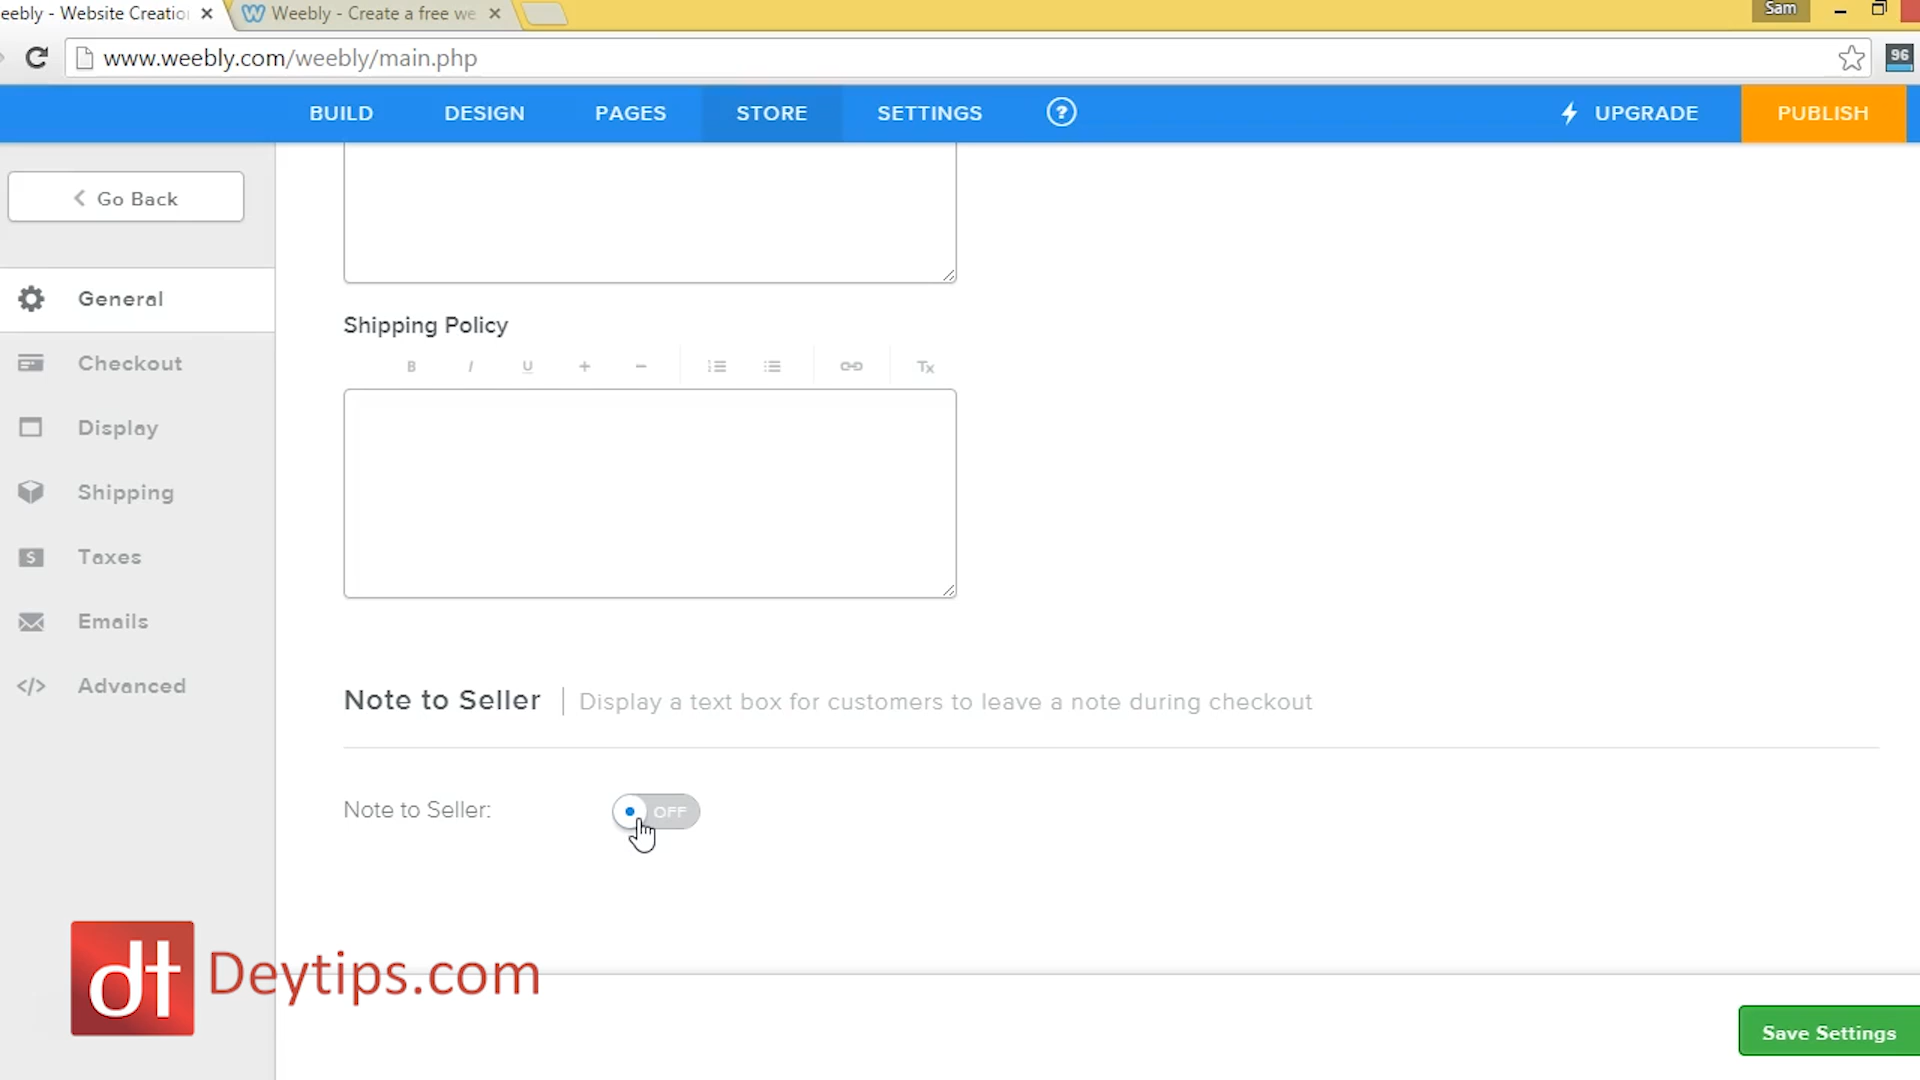 eebly - Website Creatio
Weebly - Create a free we
Sam
www.weebly.com/weebly/main.php
96
BUILD
DESIGN
PAGES
STORE
SETTINGS
?
UPGRADE
PUBLISH
Go Back
General
Checkout
Display
Shipping
Taxes
Emails
Advanced
Shipping Policy
B I U + − Tx
Note to Seller | Display a text box for customers to leave a note during checkout
Note to Seller:
OFF
dt Deytips.com
Save Settings